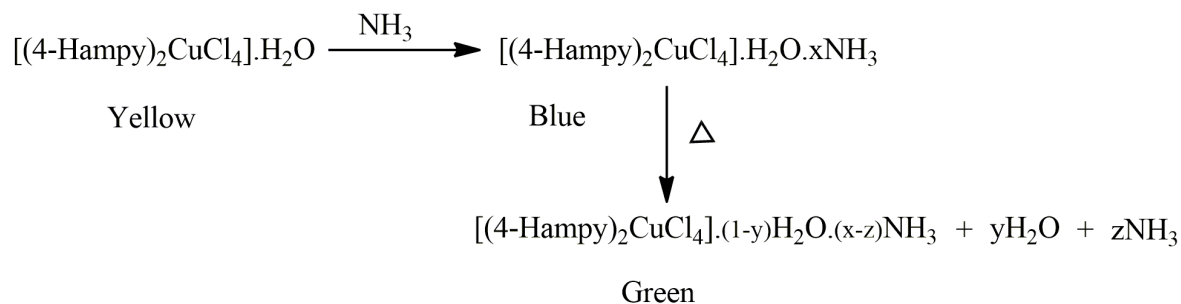 [(4-Hampy)₂CuCl₄].H₂O NH₃ [(4-Hampy)₂CuCl₄].H₂O.xNH₃
Yellow Blue
△
[(4-Hampy)₂CuCl₄].(1-y)H₂O.(x-z)NH₃ + yH₂O + zNH₃
Green